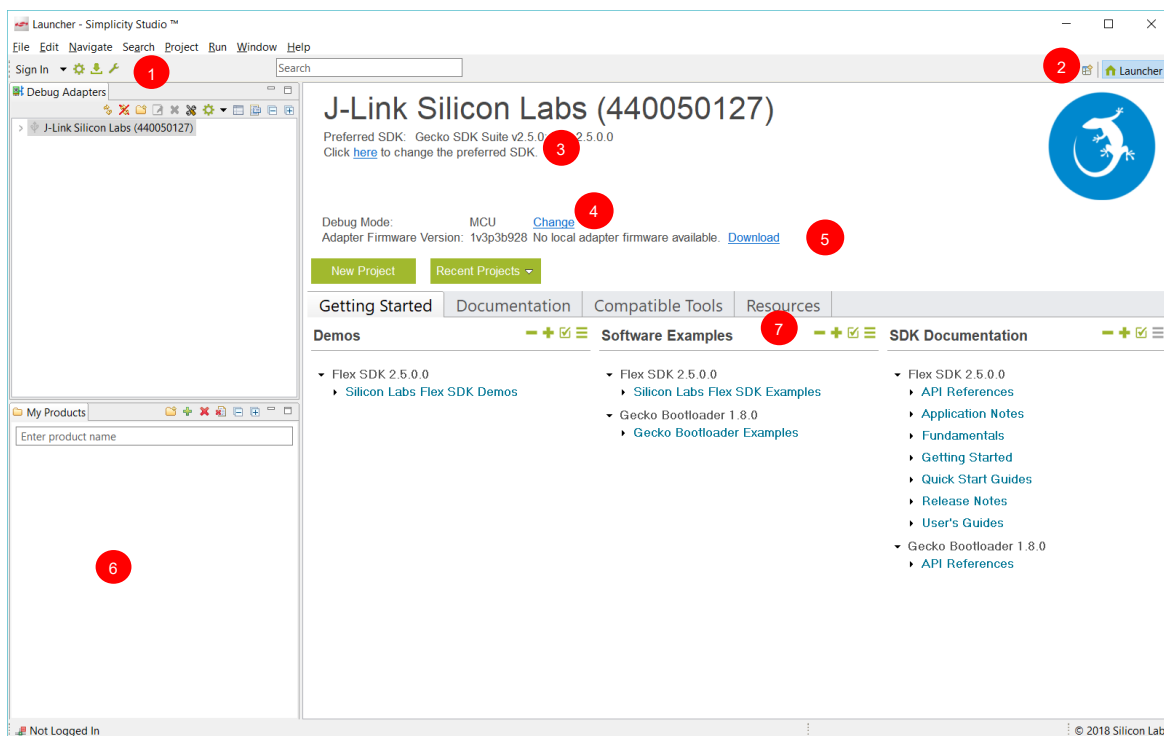 Launcher - Simplicity Studio ™
File Edit Navigate Search Project Run Window Help
Sign In
1
Search
2
Launcher
Debug Adapters
J-Link Silicon Labs (440050127)
J-Link Silicon Labs (440050127)
Preferred SDK: Gecko SDK Suite v2.5.0: 2.5.0.0
Click here to change the preferred SDK.
3
Debug Mode: MCU Change
4
Adapter Firmware Version: 1v3p3b928 No local adapter firmware available. Download
5
New Project Recent Projects
Getting Started Documentation Compatible Tools Resources
Demos
Flex SDK 2.5.0.0
Silicon Labs Flex SDK Demos
Software Examples
7
Flex SDK 2.5.0.0
Silicon Labs Flex SDK Examples
Gecko Bootloader 1.8.0
Gecko Bootloader Examples
SDK Documentation
Flex SDK 2.5.0.0
API References
Application Notes
Fundamentals
Getting Started
Quick Start Guides
Release Notes
User's Guides
Gecko Bootloader 1.8.0
API References
My Products
Enter product name
6
Not Logged In
© 2018 Silicon Lab